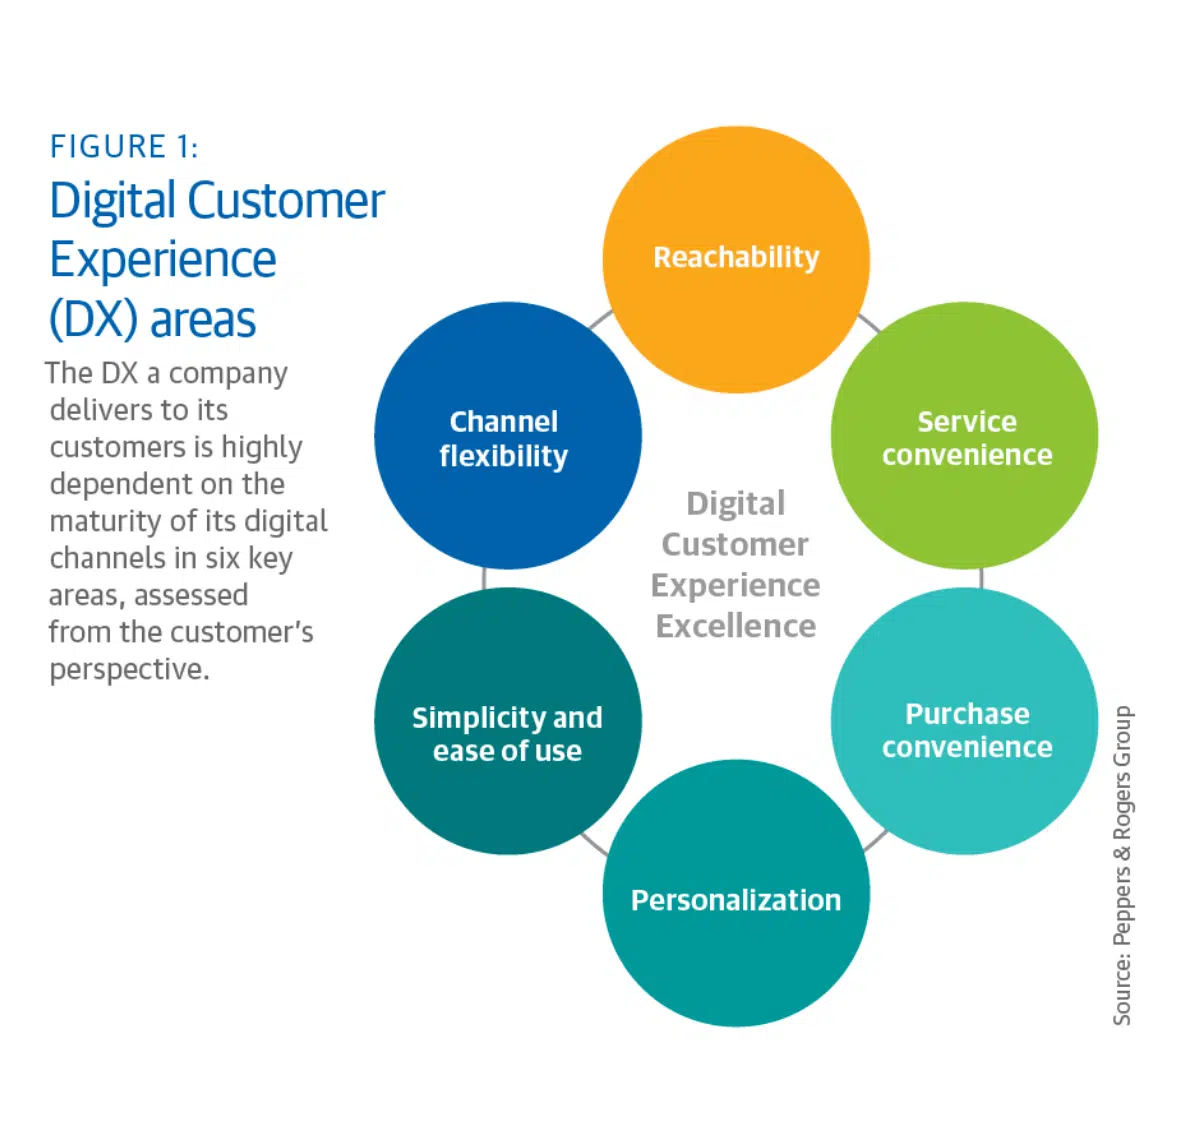 FIGURE 1:
Digital Customer
Experience
(DX) areas
The DX a company
delivers to its
customers is highly
dependent on the
maturity of its digital
channels in six key
areas, assessed
from the customer’s
perspective.
Reachability
Service
convenience
Purchase
convenience
Personalization
Simplicity and
ease of use
Channel
flexibility
Digital
Customer
Experience
Excellence
Source: Peppers & Rogers Group